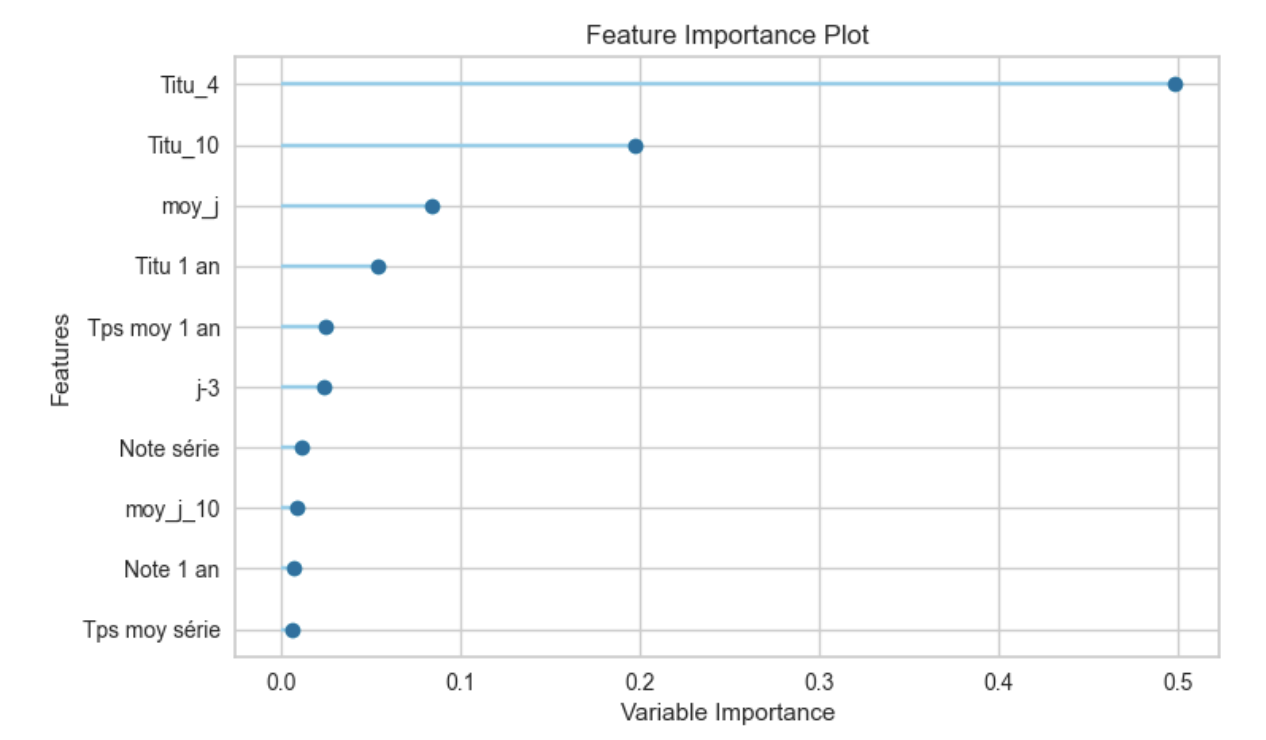 Feature Importance Plot
Titu_4
Titu_10
moy_j
Titu 1 an
Tps moy 1 an
j-3
Note série
moy_j_10
Note 1 an
Tps moy série
Features
0.0 0.1 0.2 0.3 0.4 0.5
Variable Importance